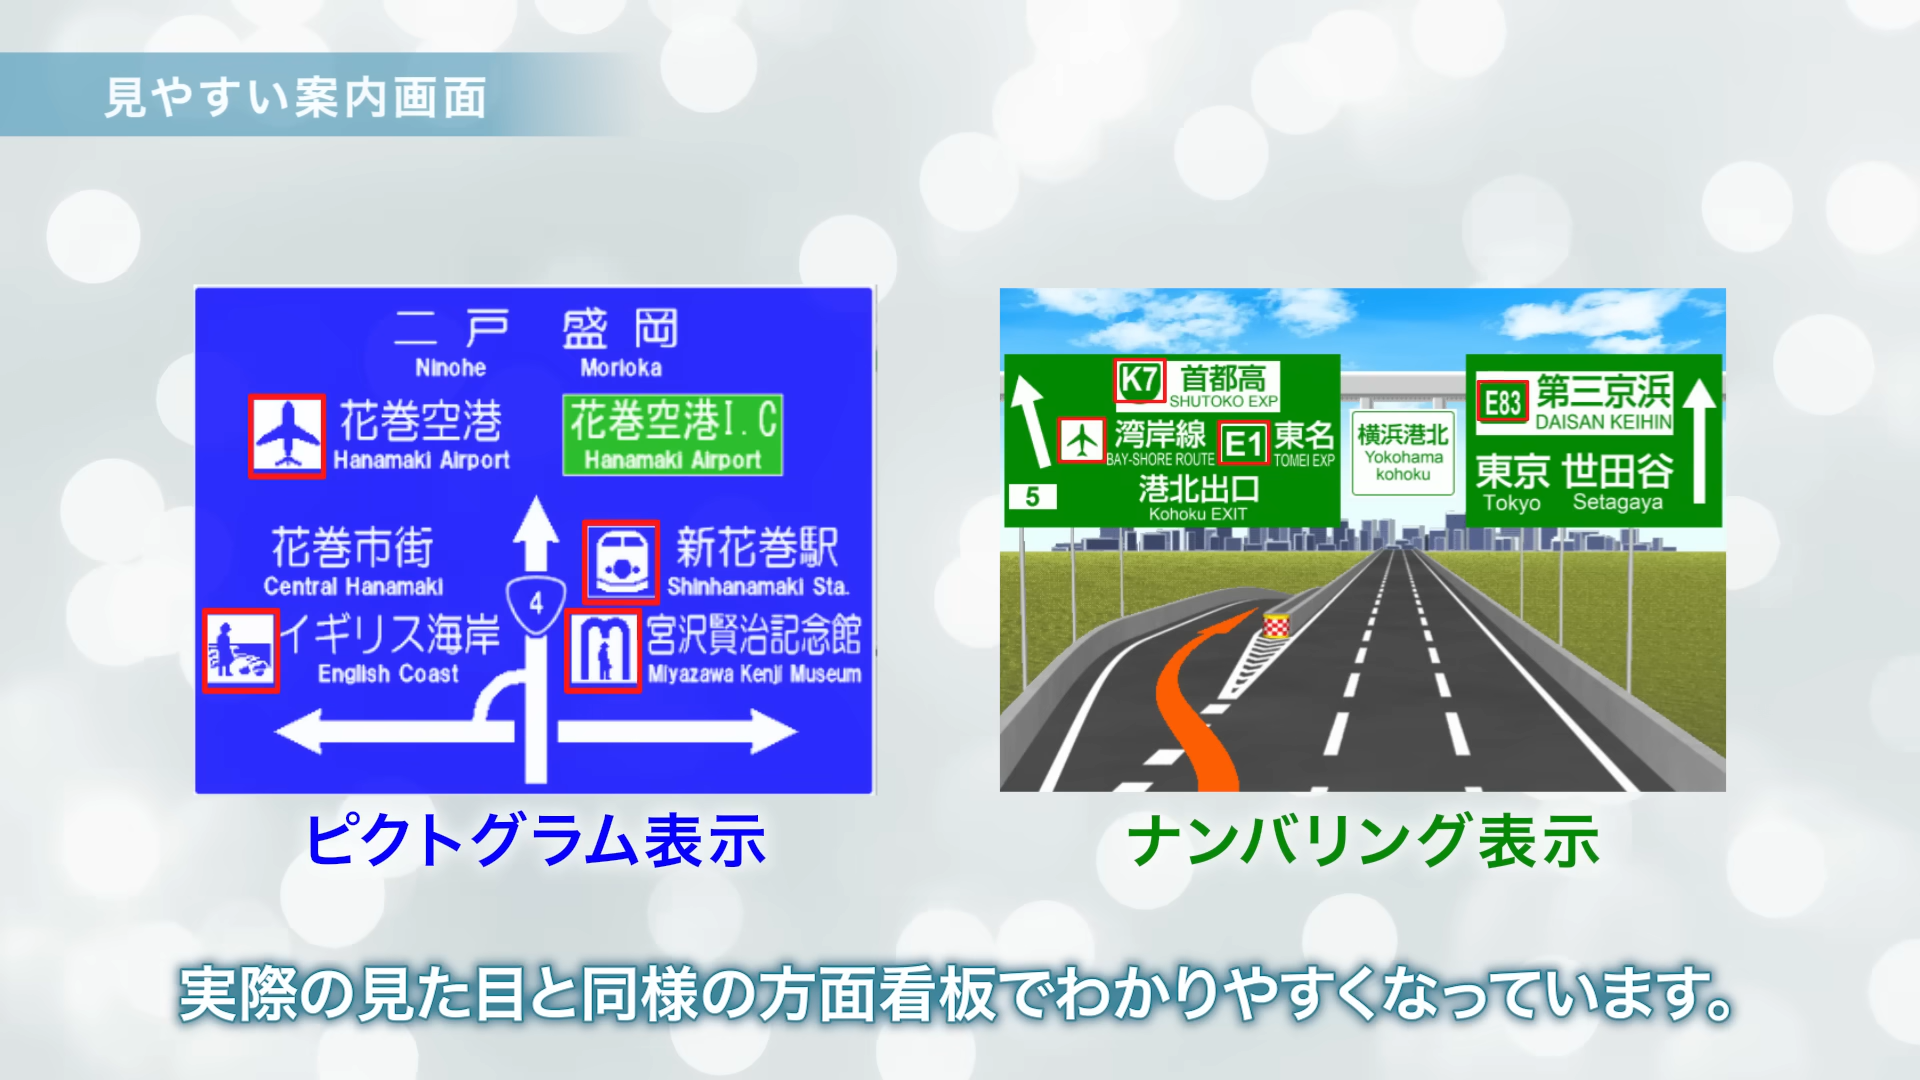 見やすい案内画面
二戸 盛岡
Ninohe Morioka
花巻空港 花巻空港I.C
Hanamaki Airport Hanamaki Airport
花巻市街 新花巻駅
Central Hanamaki Shinhanamaki Sta.
4
イギリス海岸 宮沢賢治記念館
English Coast Miyazawa Kenji Museum
K7 首都高
SHUTOKO EXP
湾岸線 E1 東名
BAY-SHORE ROUTE TOMEI EXP
港北出口
Kohoku EXIT
5
横浜港北
Yokohama
kohoku
E83 第三京浜
DAISAN KEIHIN
東京 世田谷
Tokyo Setagaya
ピクトグラム表示
ナンバリング表示
実際の見た目と同様の方面看板でわかりやすくなっています。